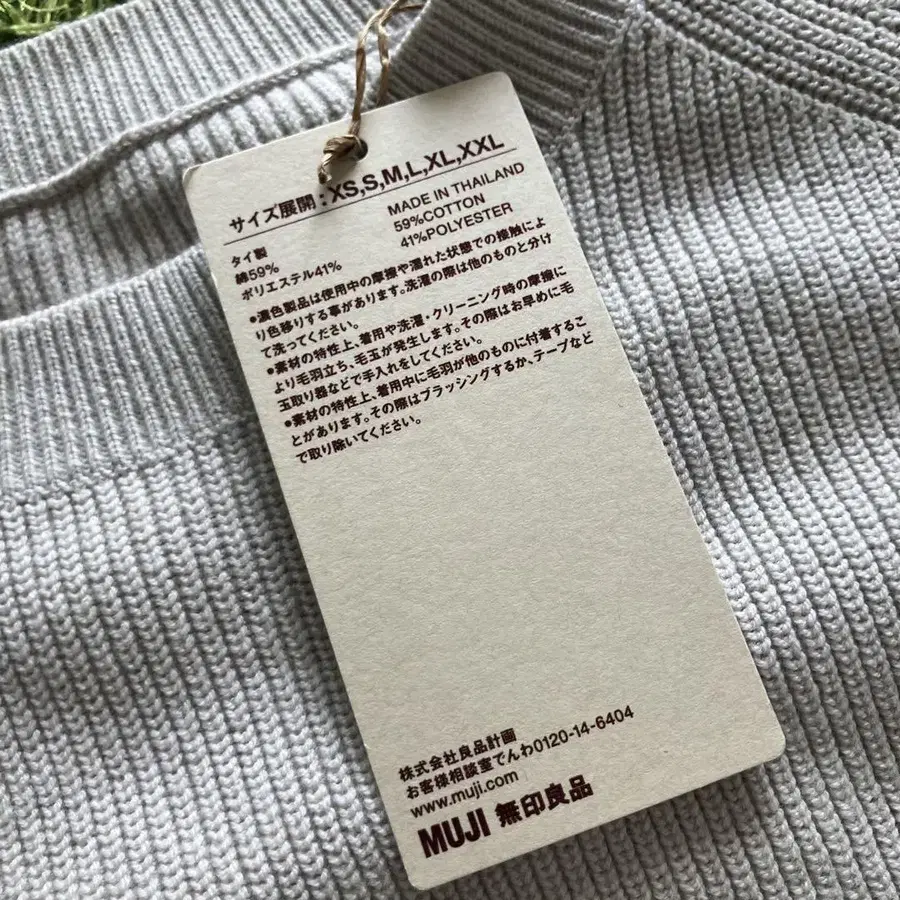 サイズ展開：XS,S,M,L,XL,XXL
タイ製
綿59%
ポリエステル41%
MADE IN THAILAND
59%COTTON
41%POLYESTER
●濃色製品は使用中の摩擦や濡れた状態での接触によ
り色移りする事があります。洗濯の際は他のものと分け
て洗ってください。
●素材の特性上、着用や洗濯・クリーニング時の摩擦に
より毛羽立ち、毛玉が発生します。その際はお早めに毛
玉取り器などで手入れをしてください。
●素材の特性上、着用中に毛羽が他のものに付着するこ
とがあります。その際はブラッシングするか、テープなど
で取り除いてください。
株式会社良品計画
お客様相談室でんわ0120-14-6404
www.muji.com
MUJI 無印良品